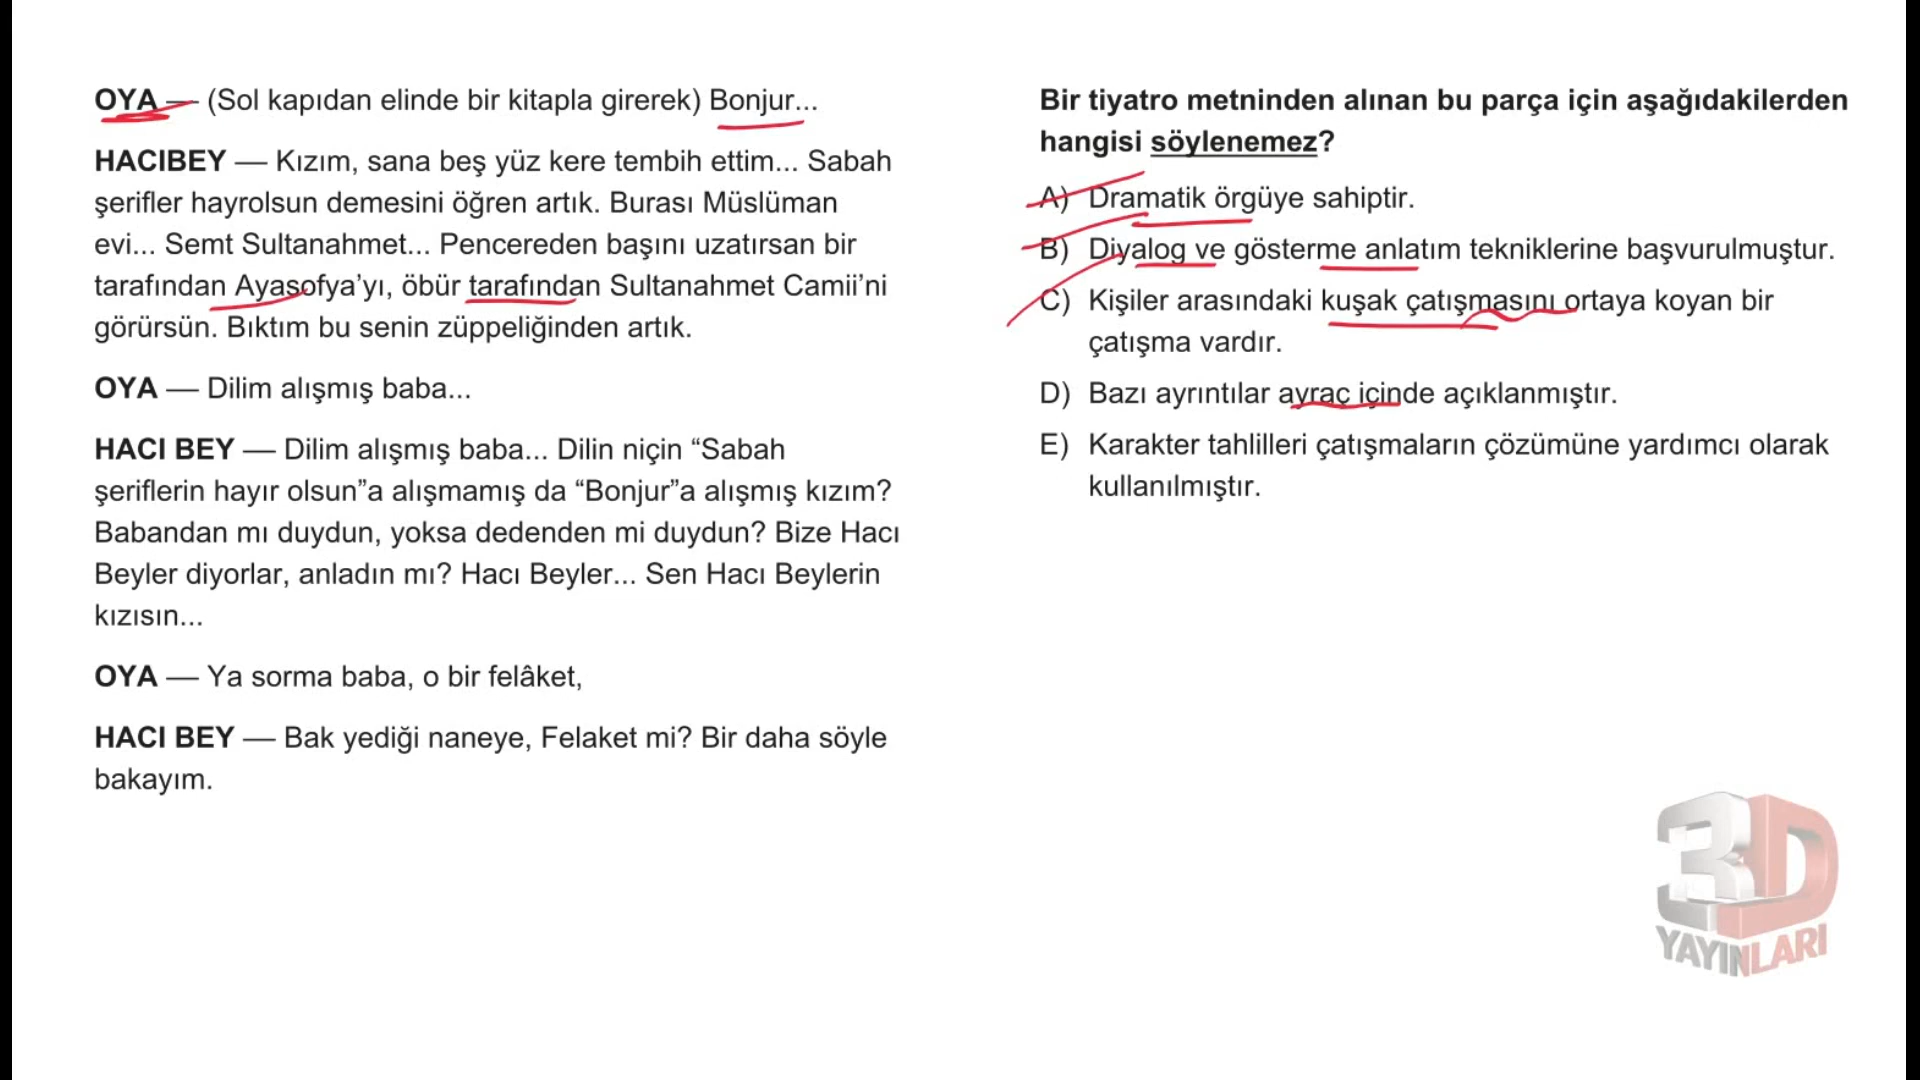 OYA — (Sol kapıdan elinde bir kitapla girerek) Bonjur...
HACIBEY — Kızım, sana beş yüz kere tembih ettim... Sabah
şerifler hayrolsun demesini öğren artık. Burası Müslüman
evi... Semt Sultanahmet... Pencereden başını uzatırsan bir
tarafından Ayasofya’yı, öbür tarafından Sultanahmet Camii’ni
görürsün. Bıktım bu senin züppeliğinden artık.
OYA — Dilim alışmış baba...
HACI BEY — Dilim alışmış baba... Dilin niçin “Sabah
şeriflerin hayır olsun”a alışmamış da “Bonjur”a alışmış kızım?
Babandan mı duydun, yoksa dedenden mi duydun? Bize Hacı
Beyler diyorlar, anladın mı? Hacı Beyler... Sen Hacı Beylerin
kızısın...
OYA — Ya sorma baba, o bir felâket,
HACI BEY — Bak yediği naneye, Felaket mi? Bir daha söyle
bakayım.
Bir tiyatro metninden alınan bu parça için aşağıdakilerden
hangisi söylenemez?
A) Dramatik örgüye sahiptir.
B) Diyalog ve gösterme anlatım tekniklerine başvurulmuştur.
C) Kişiler arasındaki kuşak çatışmasını ortaya koyan bir
çatışma vardır.
D) Bazı ayrıntılar ayraç içinde açıklanmıştır.
E) Karakter tahlilleri çatışmaların çözümüne yardımcı olarak
kullanılmıştır.
3D
YAYINLARI